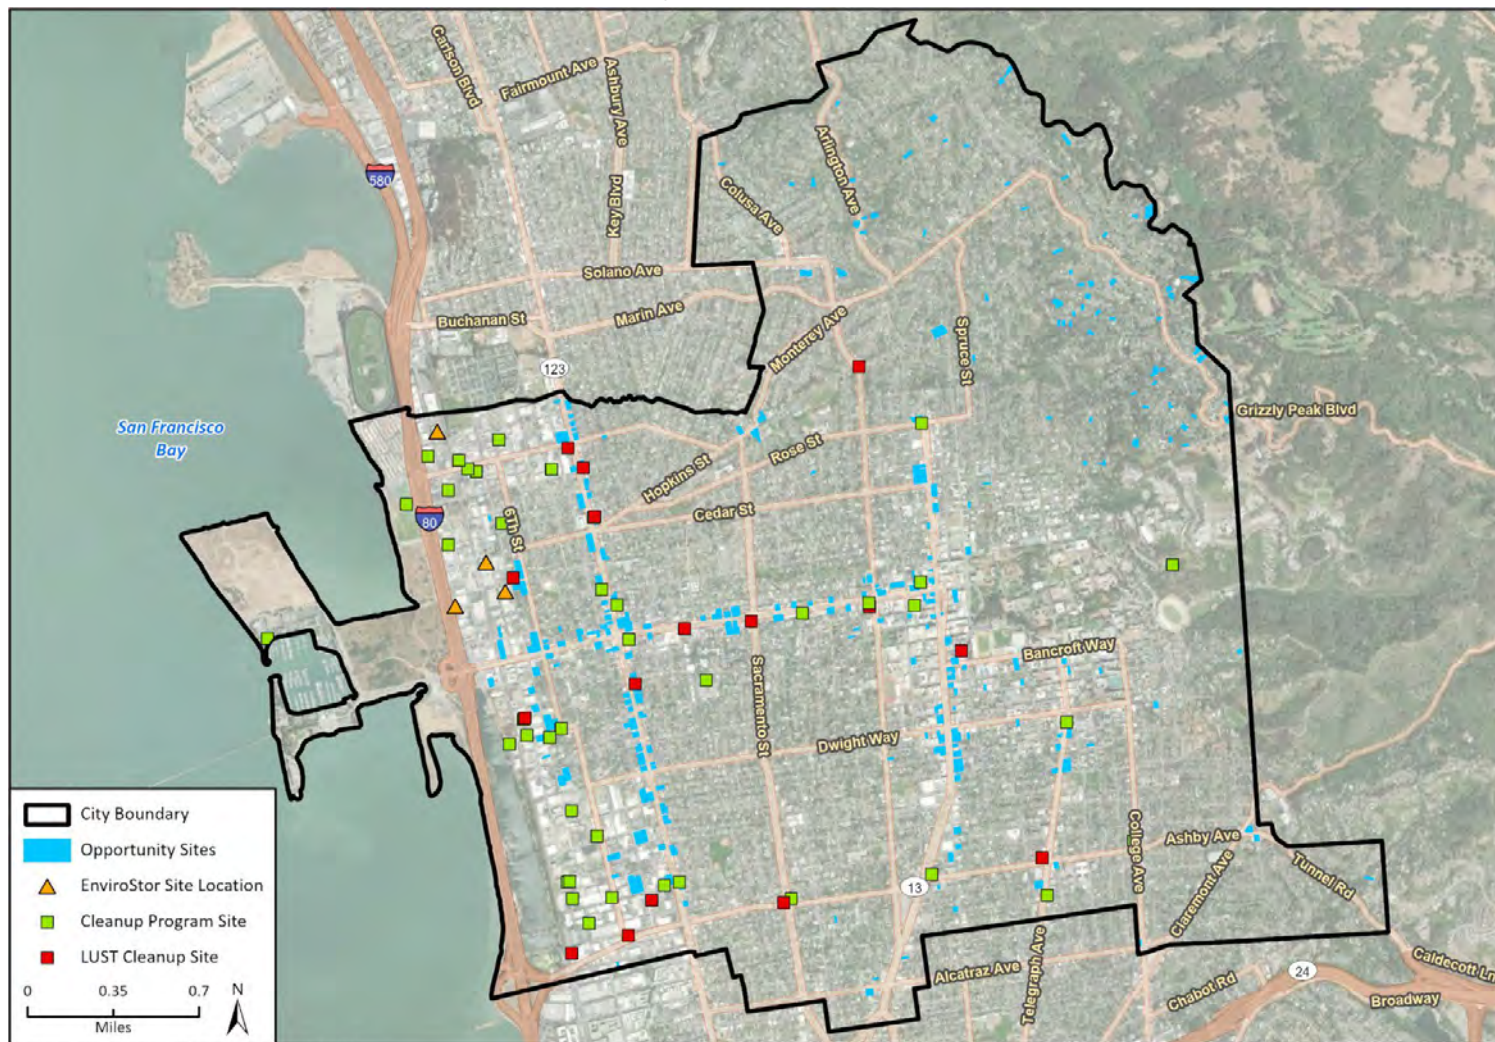 Carlson Blvd
Fairmount Ave
Ashbury Ave
580
Key Blvd
Colusa Ave
Arlington Ave
Solano Ave
Buchanan St
Marin Ave
Monterey Ave
Spruce St
123
San Francisco
Bay
Grizzly Peak Blvd
Hopkins St
Rose St
Cedar St
80
6Th St
Sacramento St
Bancroft Way
Dwight Way
College Ave
Ashby Ave
Claremont Ave
Tunnel Rd
13
Alcatraz Ave
Telegraph Ave
Chabot Rd
24
Caldecott Ln
Broadway
City Boundary
Opportunity Sites
EnviroStor Site Location
Cleanup Program Site
LUST Cleanup Site
0 0.35 0.7
Miles
N